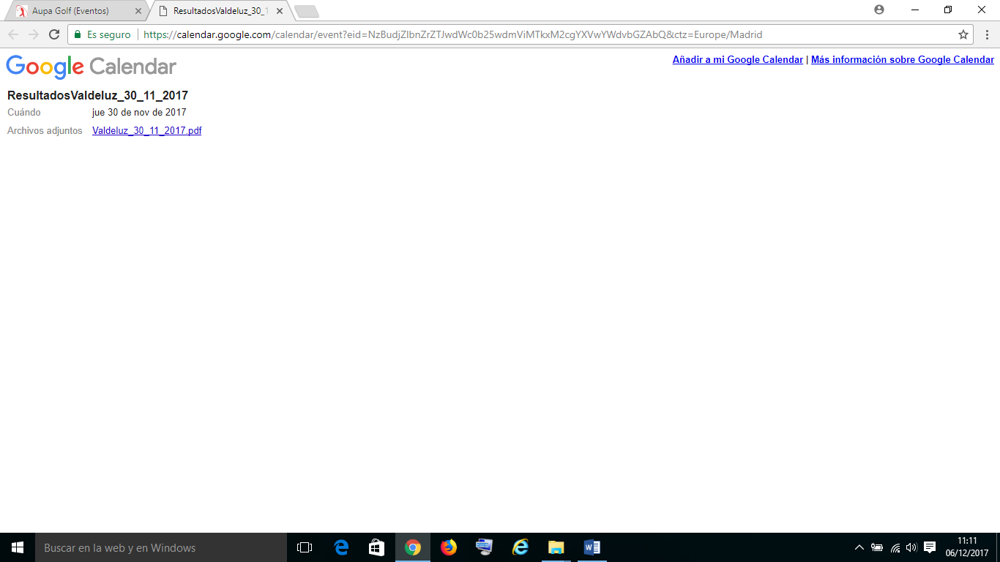 Aupa Golf (Eventos)
ResultadosValdeluz_30_1
Es seguro
https://calendar.google.com/calendar/event?eid=NzBudjZlbnZrZTJwdWc0b25wdmViMTkxM2cgYXVwYWdvbGZAbQ&ctz=Europe/Madrid
Google Calendar
Añadir a mi Google Calendar | Más información sobre Google Calendar
ResultadosValdeluz_30_11_2017
Cuándo jue 30 de nov de 2017
Archivos adjuntos Valdeluz_30_11_2017.pdf
Buscar en la web y en Windows
11:11
06/12/2017